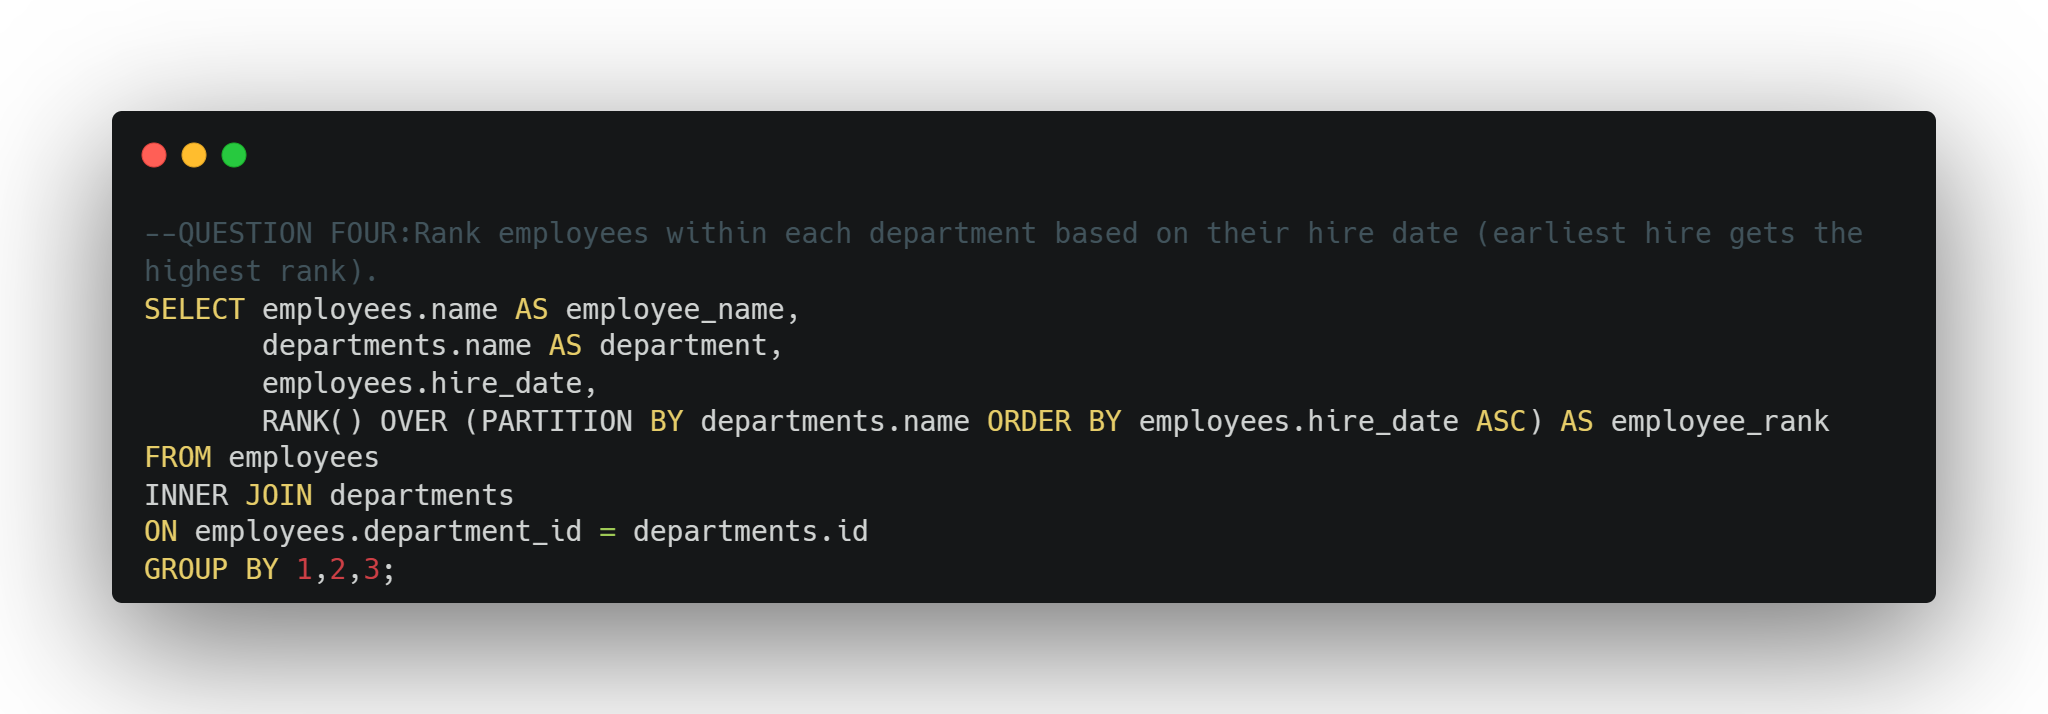 --QUESTION FOUR:Rank employees within each department based on their hire date (earliest hire gets the
highest rank).
SELECT employees.name AS employee_name,
       departments.name AS department,
       employees.hire_date,
       RANK() OVER (PARTITION BY departments.name ORDER BY employees.hire_date ASC) AS employee_rank
FROM employees
INNER JOIN departments
ON employees.department_id = departments.id
GROUP BY 1,2,3;